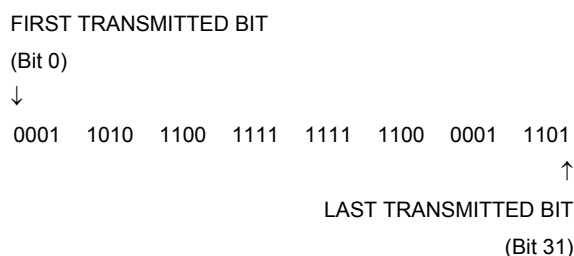 FIRST TRANSMITTED BIT
(Bit 0)
↓
0001 1010 1100 1111 1111 1100 0001 1101
↑
LAST TRANSMITTED BIT
(Bit 31)